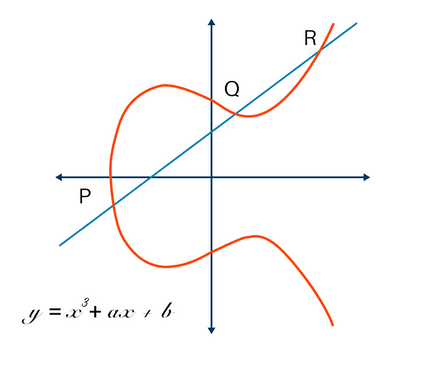 R
Q
P
y = x³+ ax + b